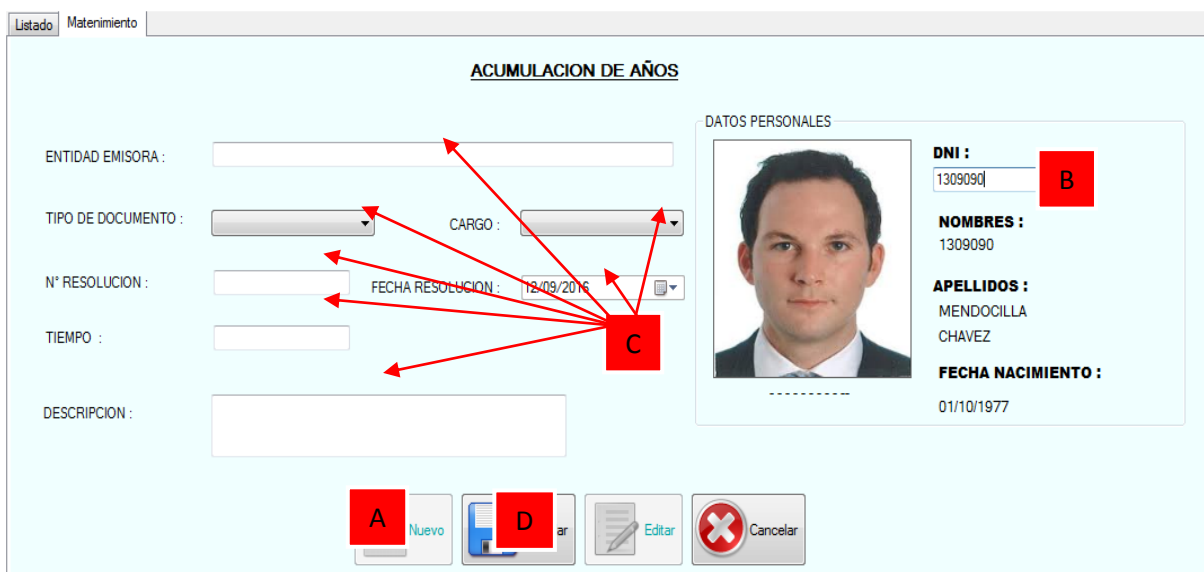 Listado Matenimiento
ACUMULACION DE AÑOS
DATOS PERSONALES
ENTIDAD EMISORA :
DNI :
1309090
B
TIPO DE DOCUMENTO :
CARGO :
NOMBRES :
1309090
N° RESOLUCION :
FECHA RESOLUCION :
12/09/2016
APELLIDOS :
MENDOCILLA
CHAVEZ
TIEMPO :
C
FECHA NACIMIENTO :
01/10/1977
DESCRIPCION :
A
Nuevo
D
ar
Editar
Cancelar